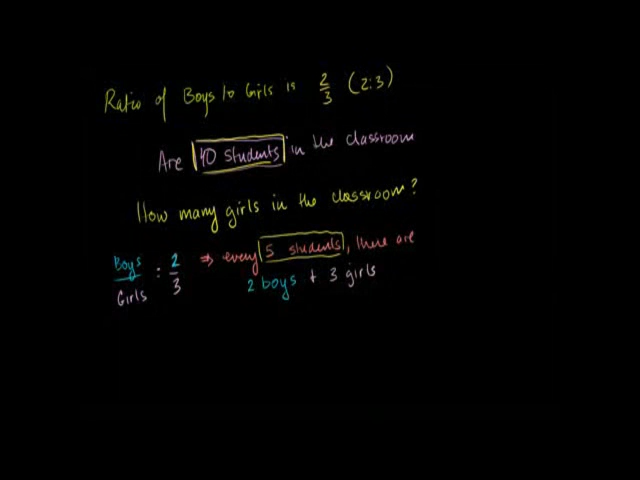 Ratio of Boys to Girls is 2/3 (2:3)
Are 40 students in the classroom
How many girls in the classroom?
Boys/Girls = 2/3 ⇒ every 5 students, there are
2 boys + 3 girls